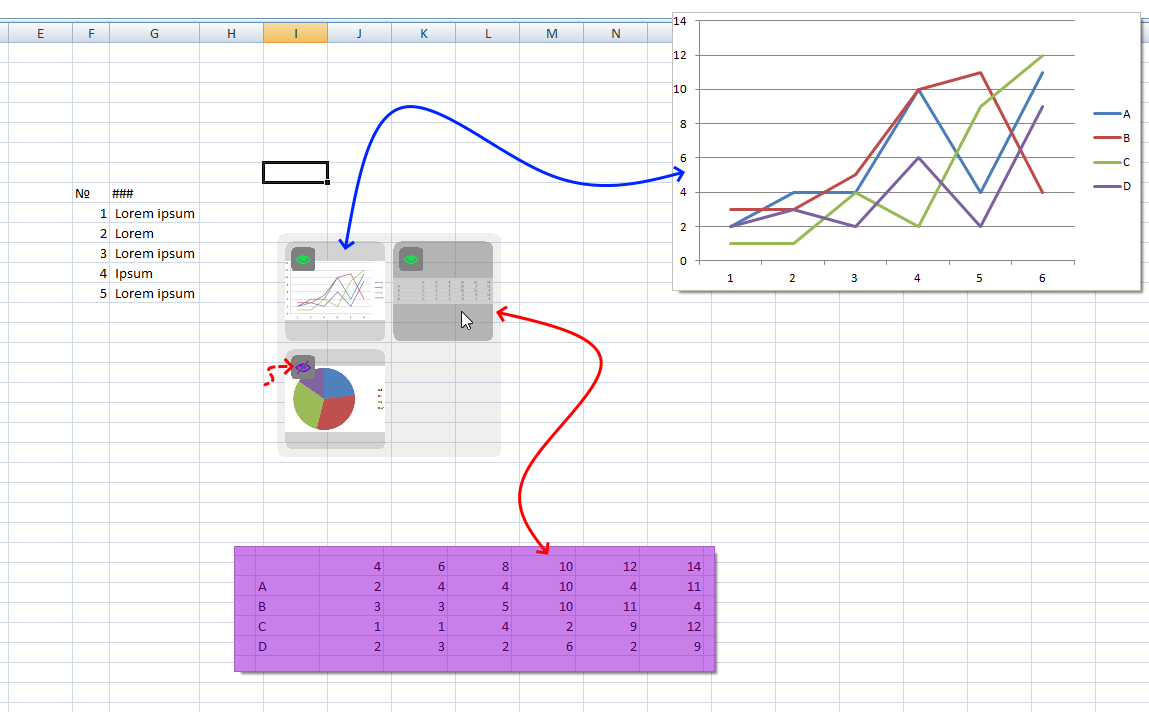 E F G H I J K L M N
№ ###
1 Lorem ipsum
2 Lorem
3 Lorem ipsum
4 Ipsum
5 Lorem ipsum
14
12
10
8
6
4
2
0
1 2 3 4 5 6
A
B
C
D
4 6 8 10 12 14
A 2 4 4 10 4 11
B 3 3 5 10 11 4
C 1 1 4 2 9 12
D 2 3 2 6 2 9